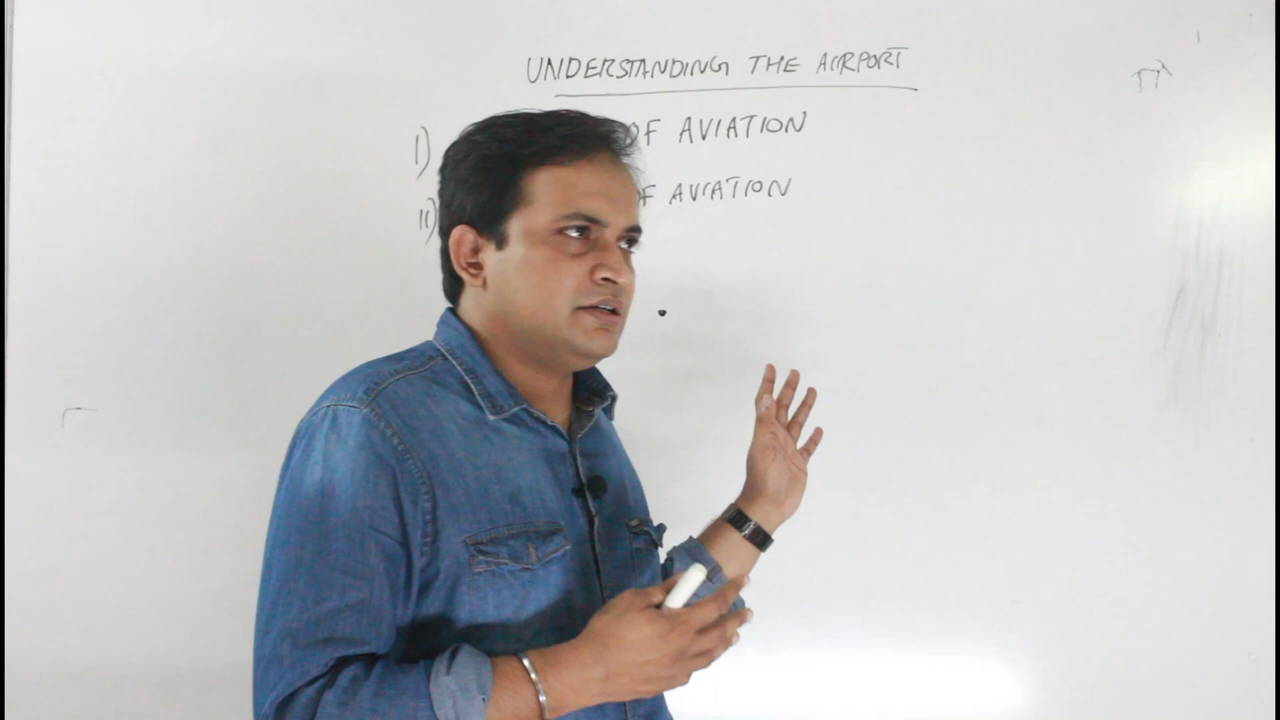 UNDERSTANDING THE AIRPORT
I) OF AVIATION
II) OF AVIATION